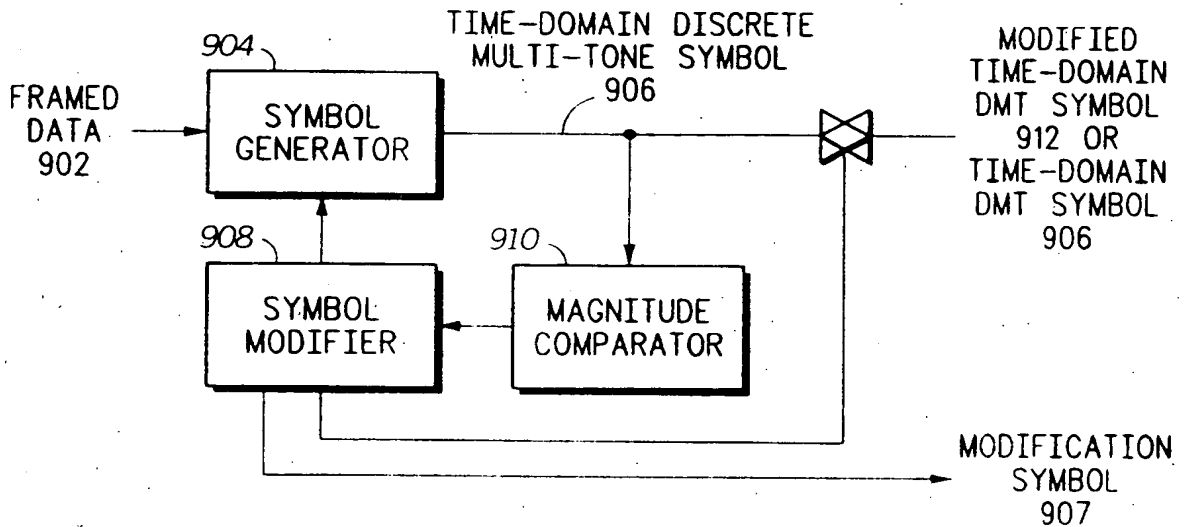 904
FRAMED
DATA
902
SYMBOL
GENERATOR
TIME-DOMAIN DISCRETE
MULTI-TONE SYMBOL
906
MODIFIED
TIME-DOMAIN
DMT SYMBOL
912 OR
TIME-DOMAIN
DMT SYMBOL
906
908
SYMBOL
MODIFIER
910
MAGNITUDE
COMPARATOR
MODIFICATION
SYMBOL
907